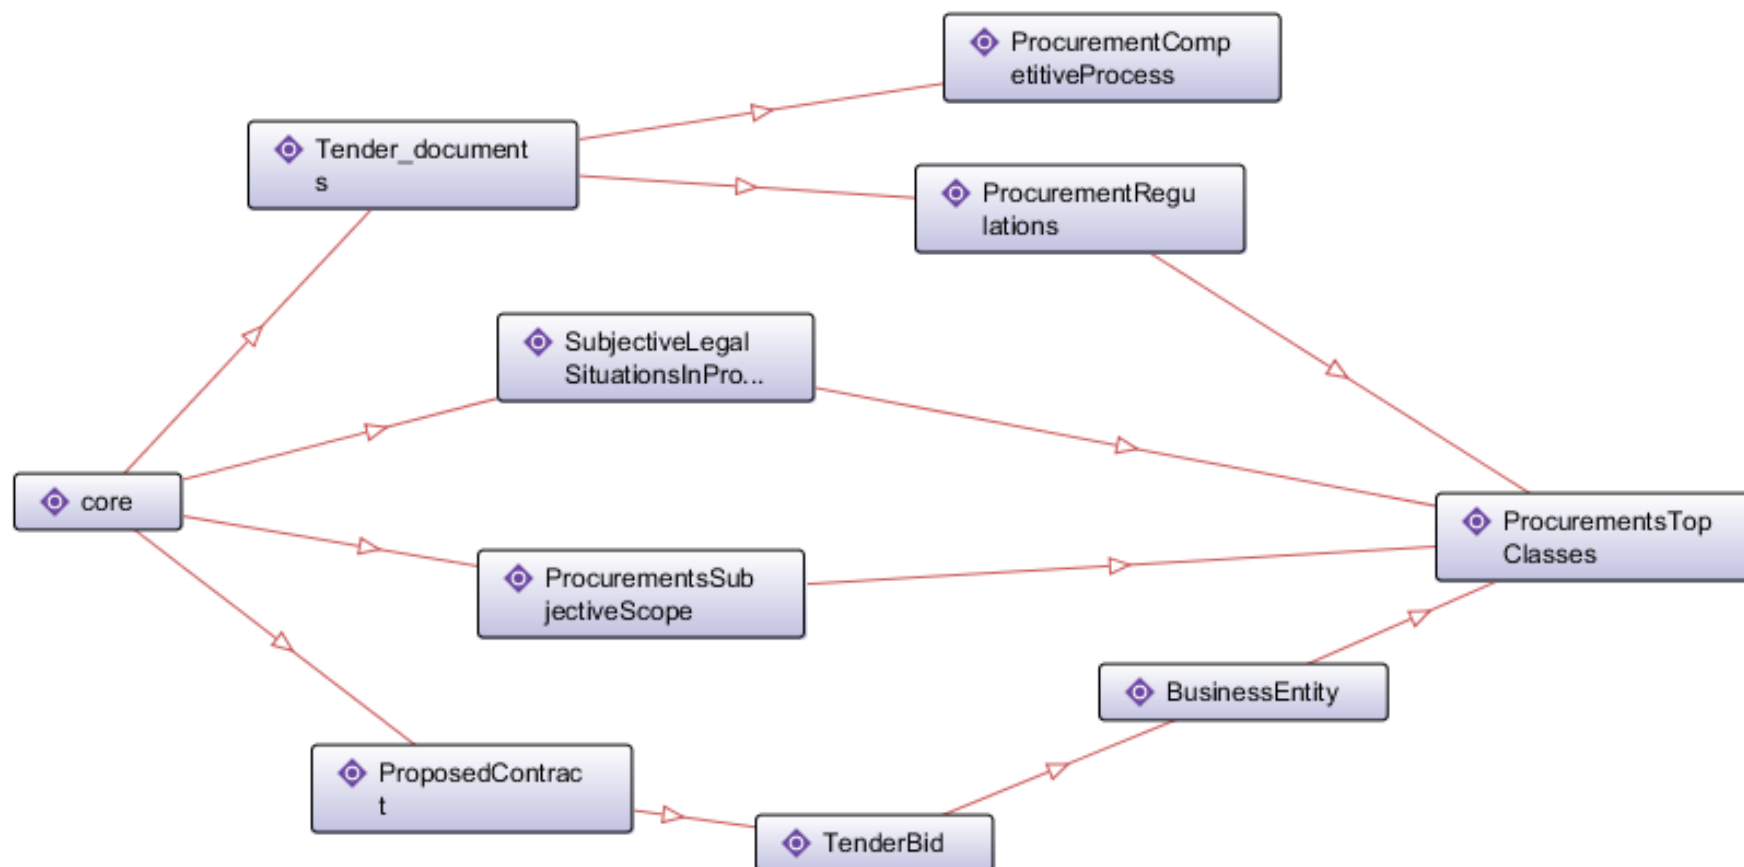 ProcurementComp
etitiveProcess
Tender_document
s
ProcurementRegu
lations
SubjectiveLegal
SituationsInPro...
core
ProcurementsTop
Classes
ProcurementsSub
jectiveScope
BusinessEntity
ProposedContrac
t
TenderBid